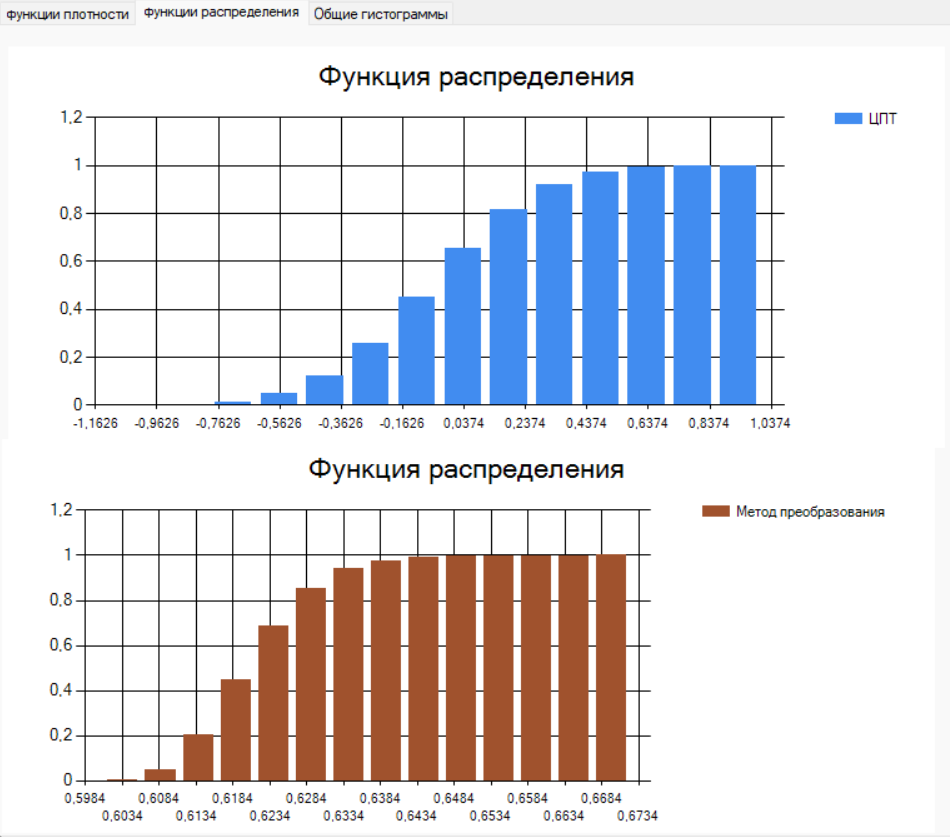 Функции плотности Функции распределения Общие гистограммы
Функция распределения
ЦПТ
1,2
1
0,8
0,6
0,4
0,2
0
-1,1626 -0,9626 -0,7626 -0,5626 -0,3626 -0,1626 0,0374 0,2374 0,4374 0,6374 0,8374 1,0374
Функция распределения
Метод преобразования
1,2
1
0,8
0,6
0,4
0,2
0
0,5984 0,6084 0,6184 0,6284 0,6384 0,6484 0,6584 0,6684
0,6034 0,6134 0,6234 0,6334 0,6434 0,6534 0,6634 0,6734